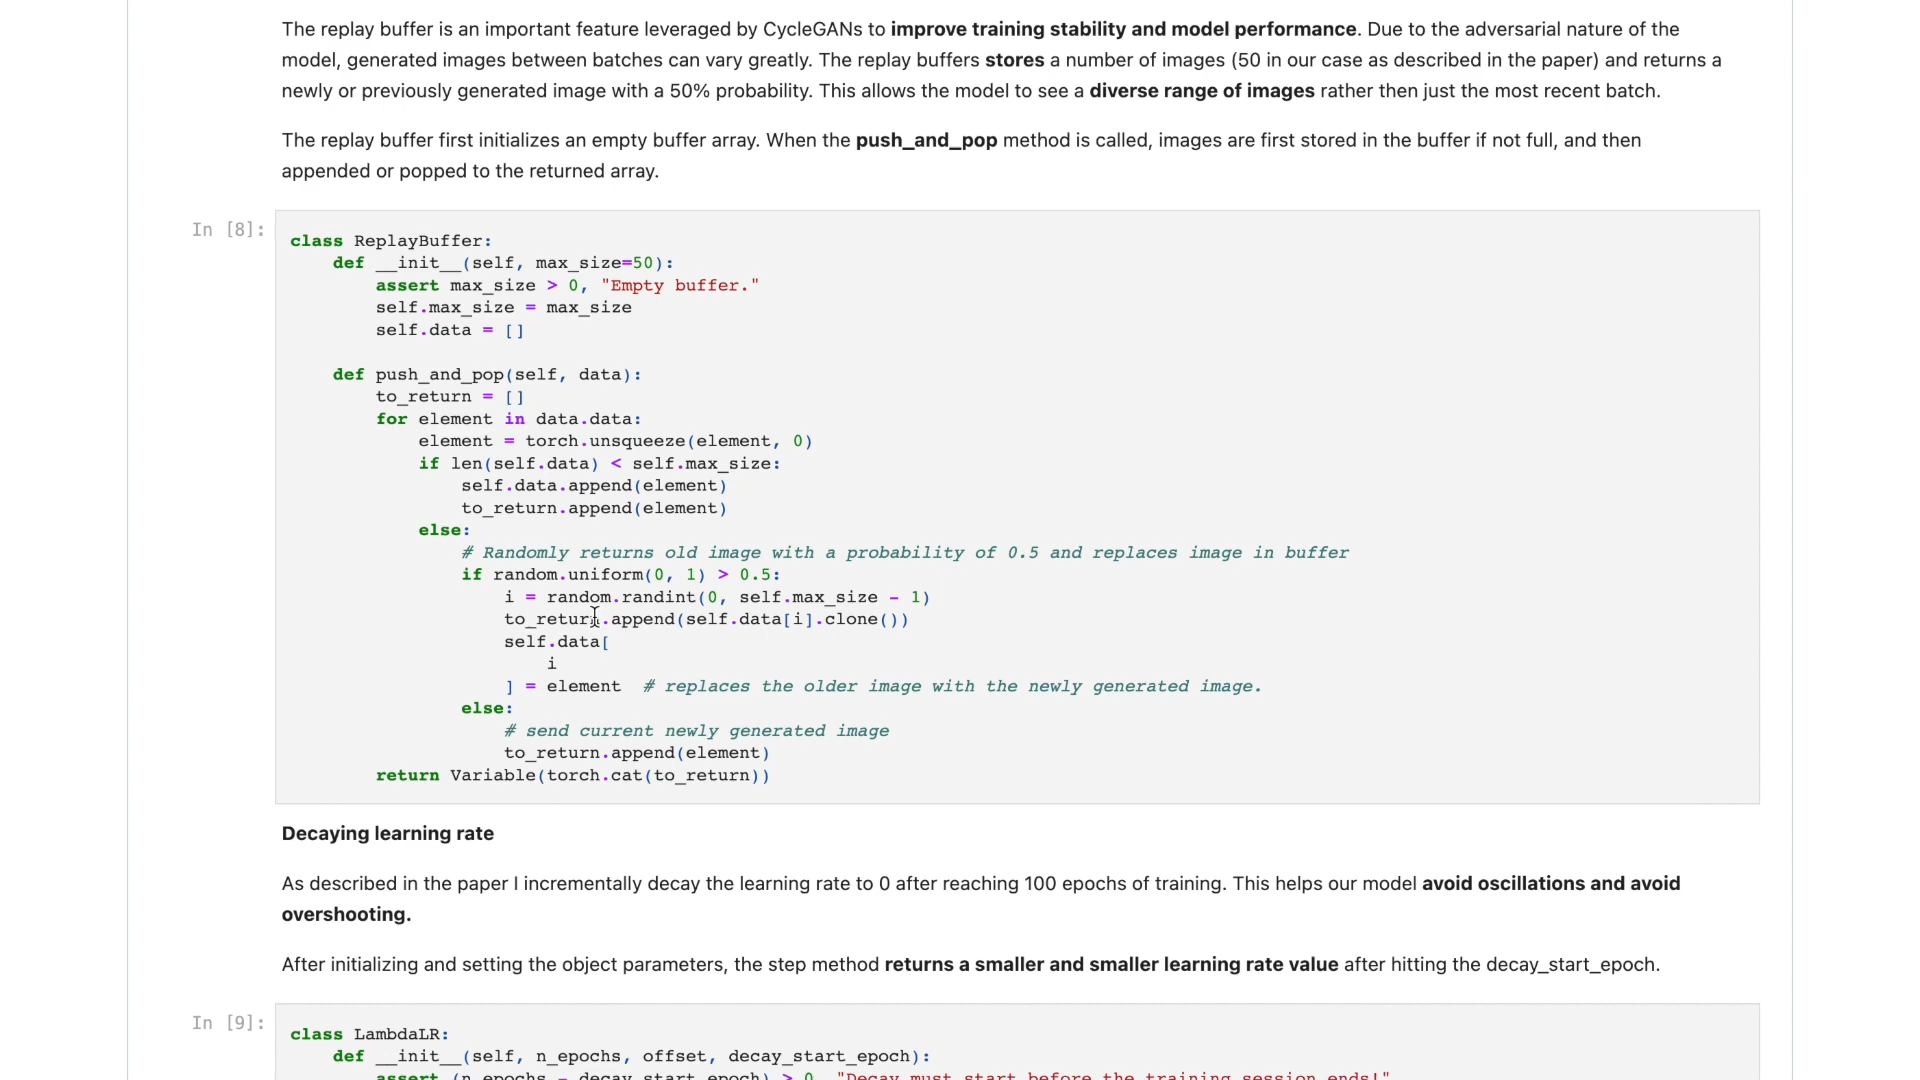 The replay buffer is an important feature leveraged by CycleGANs to improve training stability and model performance. Due to the adversarial nature of the
model, generated images between batches can vary greatly. The replay buffers stores a number of images (50 in our case as described in the paper) and returns a
newly or previously generated image with a 50% probability. This allows the model to see a diverse range of images rather then just the most recent batch.
The replay buffer first initializes an empty buffer array. When the push_and_pop method is called, images are first stored in the buffer if not full, and then
appended or popped to the returned array.
In [8]:
class ReplayBuffer:
    def __init__(self, max_size=50):
        assert max_size > 0, "Empty buffer."
        self.max_size = max_size
        self.data = []

    def push_and_pop(self, data):
        to_return = []
        for element in data.data:
            element = torch.unsqueeze(element, 0)
            if len(self.data) < self.max_size:
                self.data.append(element)
                to_return.append(element)
            else:
                # Randomly returns old image with a probability of 0.5 and replaces image in buffer
                if random.uniform(0, 1) > 0.5:
                    i = random.randint(0, self.max_size - 1)
                    to_return.append(self.data[i].clone())
                    self.data[
                        i
                    ] = element  # replaces the older image with the newly generated image.
                else:
                    # send current newly generated image
                    to_return.append(element)
        return Variable(torch.cat(to_return))
Decaying learning rate
As described in the paper I incrementally decay the learning rate to 0 after reaching 100 epochs of training. This helps our model avoid oscillations and avoid
overshooting.
After initializing and setting the object parameters, the step method returns a smaller and smaller learning rate value after hitting the decay_start_epoch.
In [9]:
class LambdaLR:
    def __init__(self, n_epochs, offset, decay_start_epoch):
        assert (n_epochs - decay_start_epoch) > 0, "Decay must start before the training session ends!"